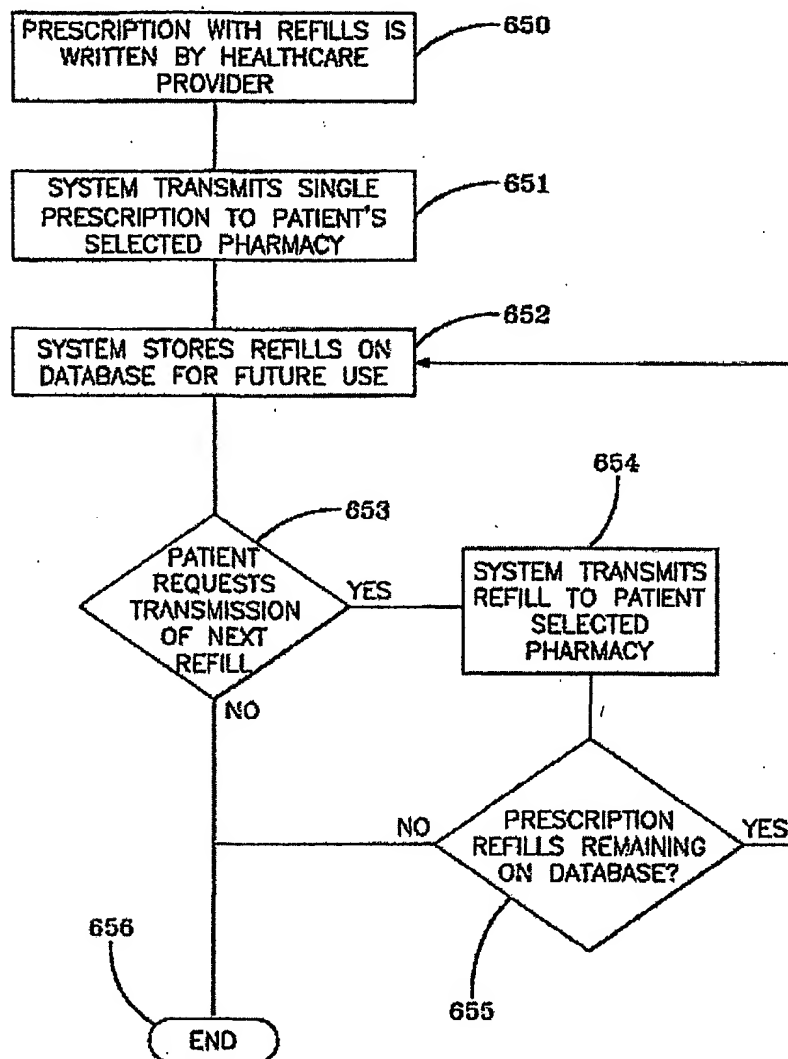 PRESCRIPTION WITH REFILLS IS
WRITTEN BY HEALTHCARE
PROVIDER
650
SYSTEM TRANSMITS SINGLE
PRESCRIPTION TO PATIENT'S
SELECTED PHARMACY
651
SYSTEM STORES REFILLS ON
DATABASE FOR FUTURE USE
652
PATIENT
REQUESTS
TRANSMISSION
OF NEXT
REFILL
653
YES
NO
SYSTEM TRANSMITS
REFILL TO PATIENT
SELECTED
PHARMACY
654
PRESCRIPTION
REFILLS REMAINING
ON DATABASE?
NO
YES
655
656
END